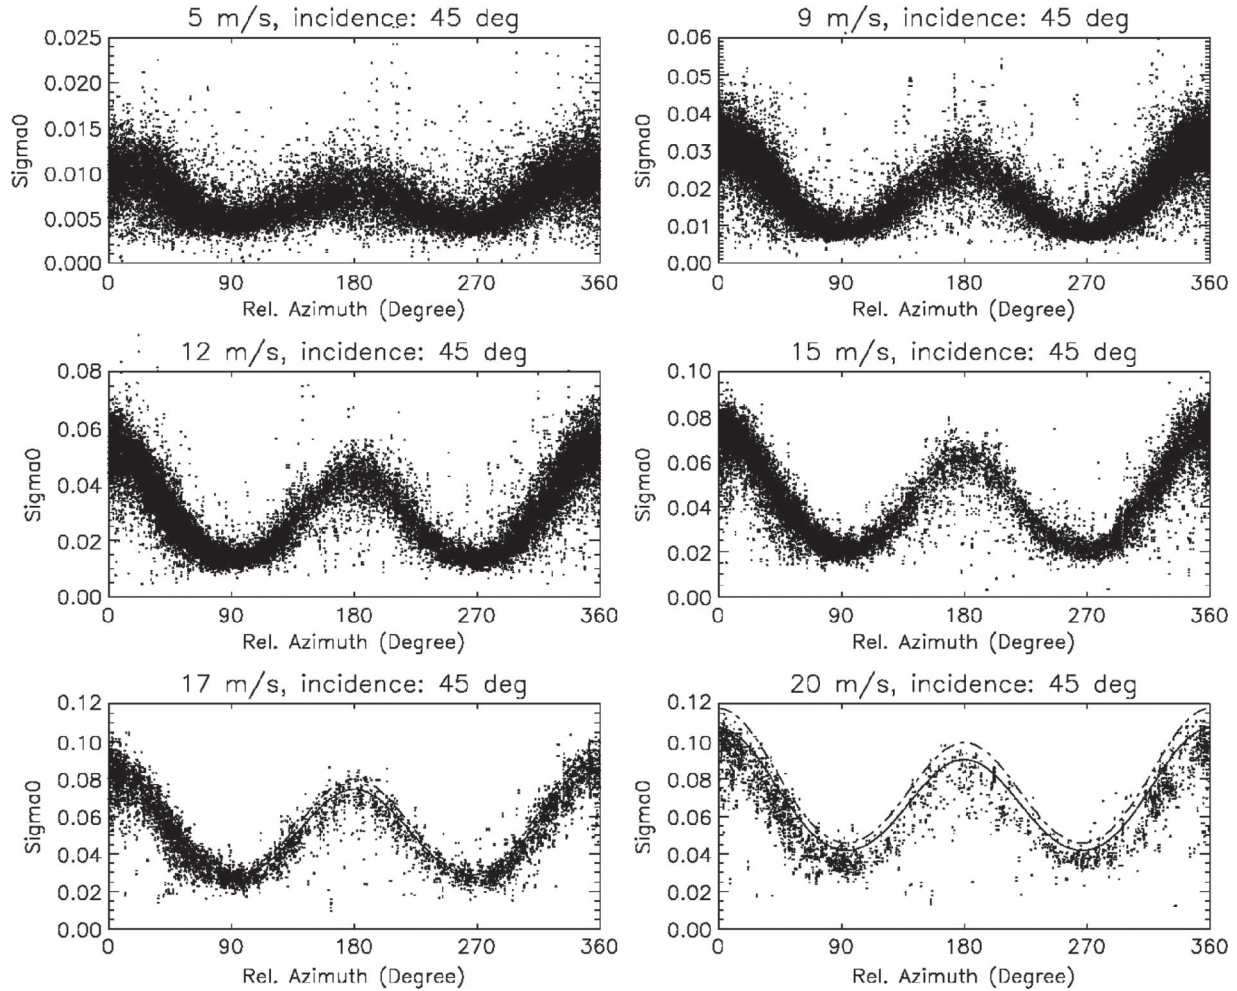 5 m/s, incidence: 45 deg
0.025
0.020
0.015
0.010
0.005
0.000
Sigma0
0 90 180 270 360
Rel. Azimuth (Degree)
9 m/s, incidence: 45 deg
0.06
0.05
0.04
0.03
0.02
0.01
0.00
Sigma0
0 90 180 270 360
Rel. Azimuth (Degree)
12 m/s, incidence: 45 deg
0.08
0.06
0.04
0.02
0.00
Sigma0
0 90 180 270 360
Rel. Azimuth (Degree)
15 m/s, incidence: 45 deg
0.10
0.08
0.06
0.04
0.02
0.00
Sigma0
0 90 180 270 360
Rel. Azimuth (Degree)
17 m/s, incidence: 45 deg
0.12
0.10
0.08
0.06
0.04
0.02
0.00
Sigma0
0 90 180 270 360
Rel. Azimuth (Degree)
20 m/s, incidence: 45 deg
0.12
0.10
0.08
0.06
0.04
0.02
0.00
Sigma0
0 90 180 270 360
Rel. Azimuth (Degree)